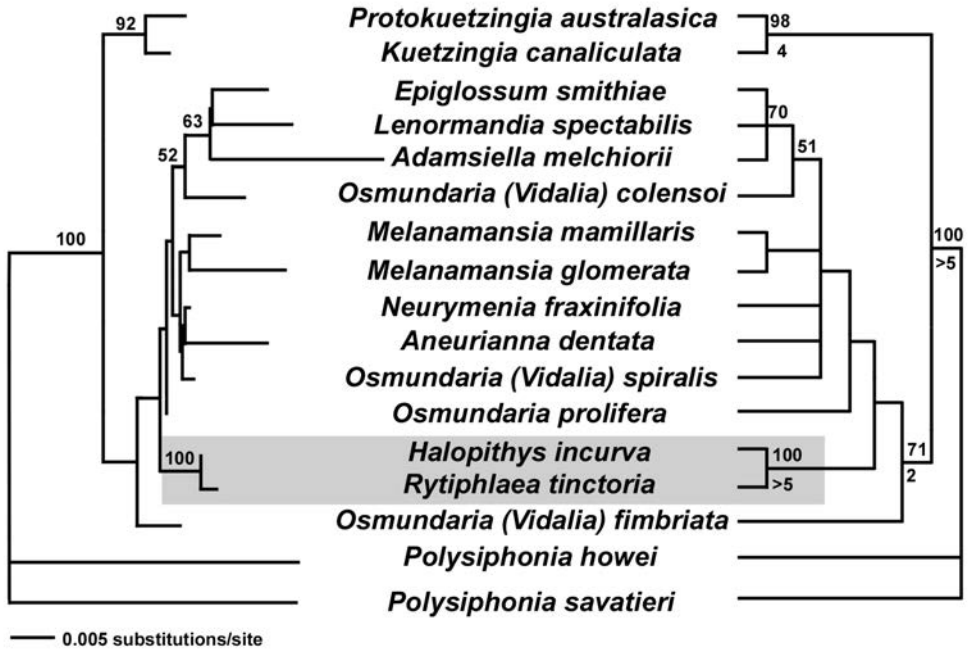 92 Protokuetzingia australasica 98
Kuetzingia canaliculata 4
Epiglossum smithiae
63 Lenormandia spectabilis 70
52 Adamsiella melchiorii 51
Osmundaria (Vidalia) colensoi
100 Melanamansia mamillaris 100
Melanamansia glomerata >5
Neurymenia fraxinifolia
Aneurianna dentata
Osmundaria (Vidalia) spiralis
Osmundaria prolifera
100 Halopithys incurva 100 71
Rytiphlaea tinctoria >5 2
Osmundaria (Vidalia) fimbriata
Polysiphonia howei
Polysiphonia savatieri
0.005 substitutions/site